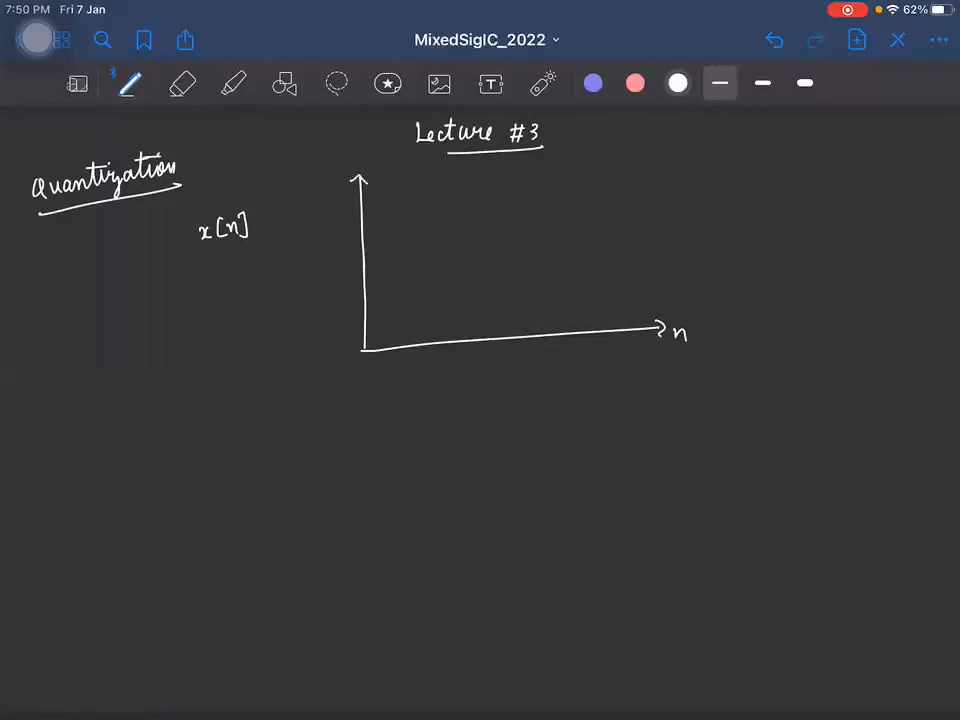 7:50 PM Fri 7 Jan
62%
MixedSigIC_2022
T
Lecture #3
Quantization
x[n]
n